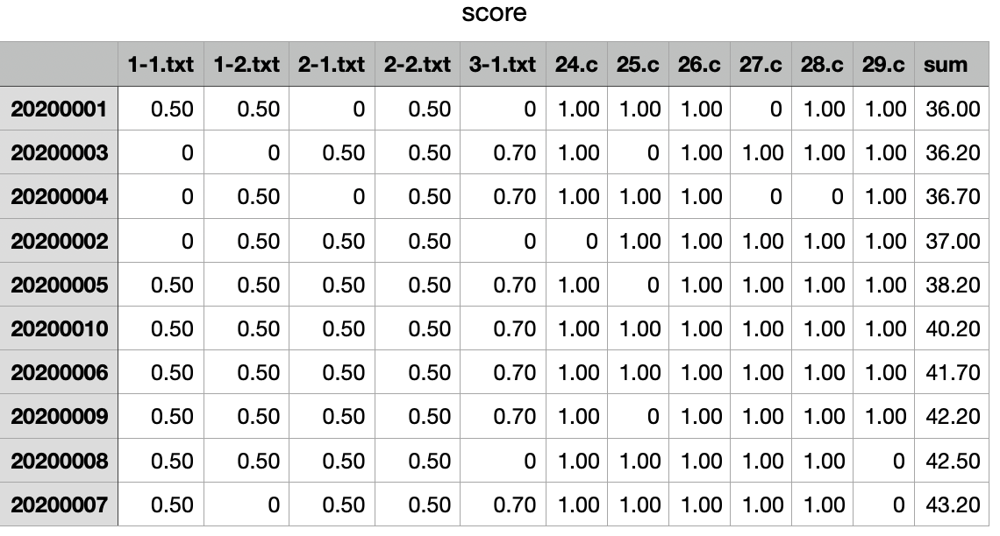 score
1-1.txt 1-2.txt 2-1.txt 2-2.txt 3-1.txt 24.c 25.c 26.c 27.c 28.c 29.c sum
20200001 0.50 0.50 0 0.50 0 1.00 1.00 1.00 0 1.00 1.00 36.00
20200003 0 0 0.50 0.50 0.70 1.00 0 1.00 1.00 1.00 1.00 36.20
20200004 0 0.50 0 0.50 0.70 1.00 1.00 1.00 0 0 1.00 36.70
20200002 0 0.50 0.50 0.50 0 0 1.00 1.00 1.00 1.00 1.00 37.00
20200005 0.50 0.50 0.50 0.50 0.70 1.00 0 1.00 1.00 1.00 1.00 38.20
20200010 0.50 0.50 0.50 0.50 0.70 1.00 1.00 1.00 1.00 1.00 1.00 40.20
20200006 0.50 0.50 0.50 0.50 0.70 1.00 1.00 1.00 1.00 1.00 1.00 41.70
20200009 0.50 0.50 0.50 0.50 0.70 1.00 0 1.00 1.00 1.00 1.00 42.20
20200008 0.50 0.50 0.50 0.50 0 1.00 1.00 1.00 1.00 1.00 0 42.50
20200007 0.50 0 0.50 0.50 0.70 1.00 1.00 1.00 1.00 1.00 0 43.20